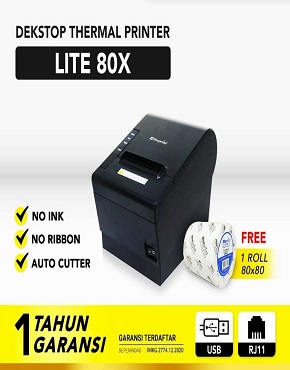 DEKSTOP THERMAL PRINTER
LITE 80X
NO INK
NO RIBBON
AUTO CUTTER
FREE
1 ROLL
80x80
1 TAHUN
GARANSI
GARANSI TERDAFTAR
USB
RJ11